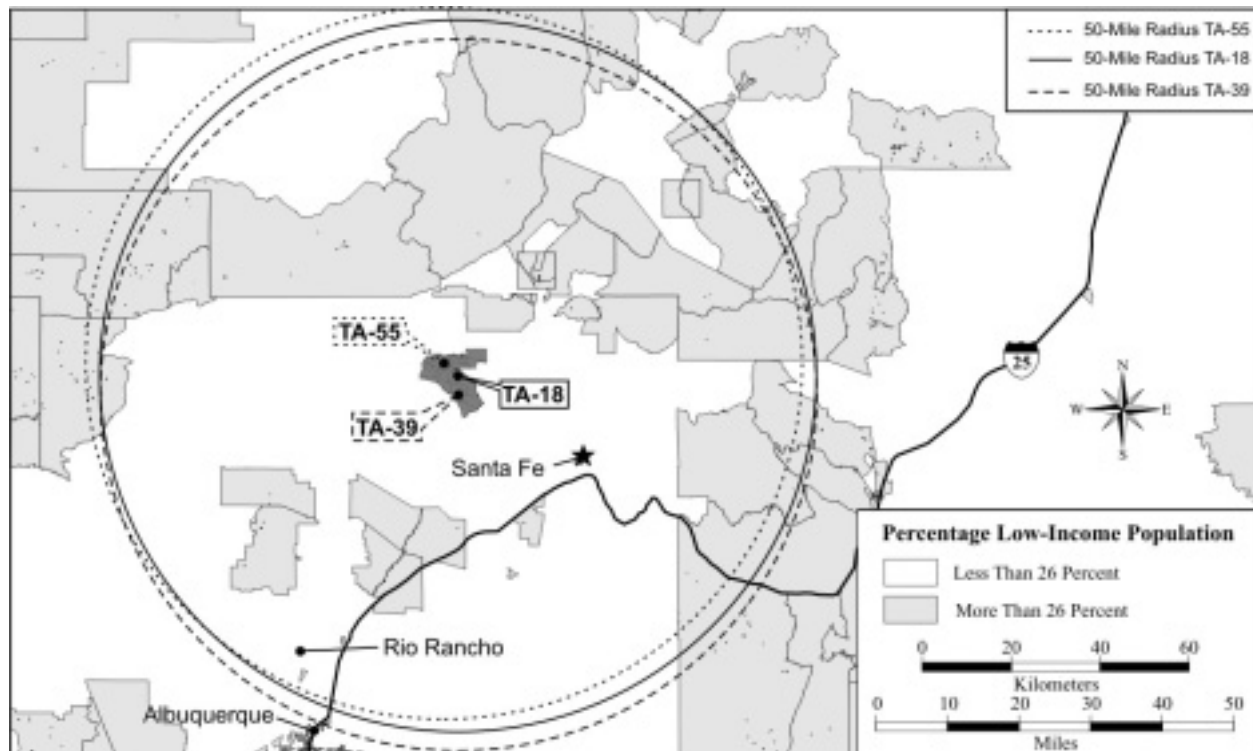 50-Mile Radius TA-55
50-Mile Radius TA-18
50-Mile Radius TA-39
TA-55
TA-18
TA-39
25
N
W E
S
Santa Fe
Rio Rancho
Albuquerque
Percentage Low-Income Population
Less Than 26 Percent
More Than 26 Percent
0 20 40 60
Kilometers
0 10 20 30 40 50
Miles